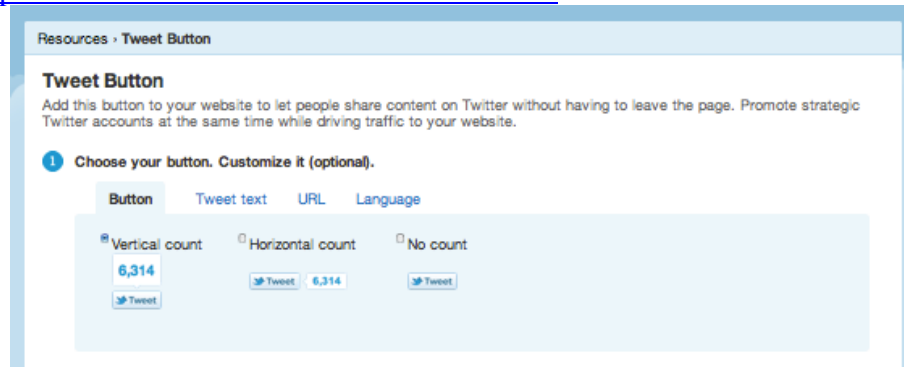 Resources › Tweet Button
Tweet Button
Add this button to your website to let people share content on Twitter without having to leave the page. Promote strategic
Twitter accounts at the same time while driving traffic to your website.
1 Choose your button. Customize it (optional).
Button Tweet text URL Language
Vertical count Horizontal count No count
6,314
Tweet 6,314 Tweet
Tweet